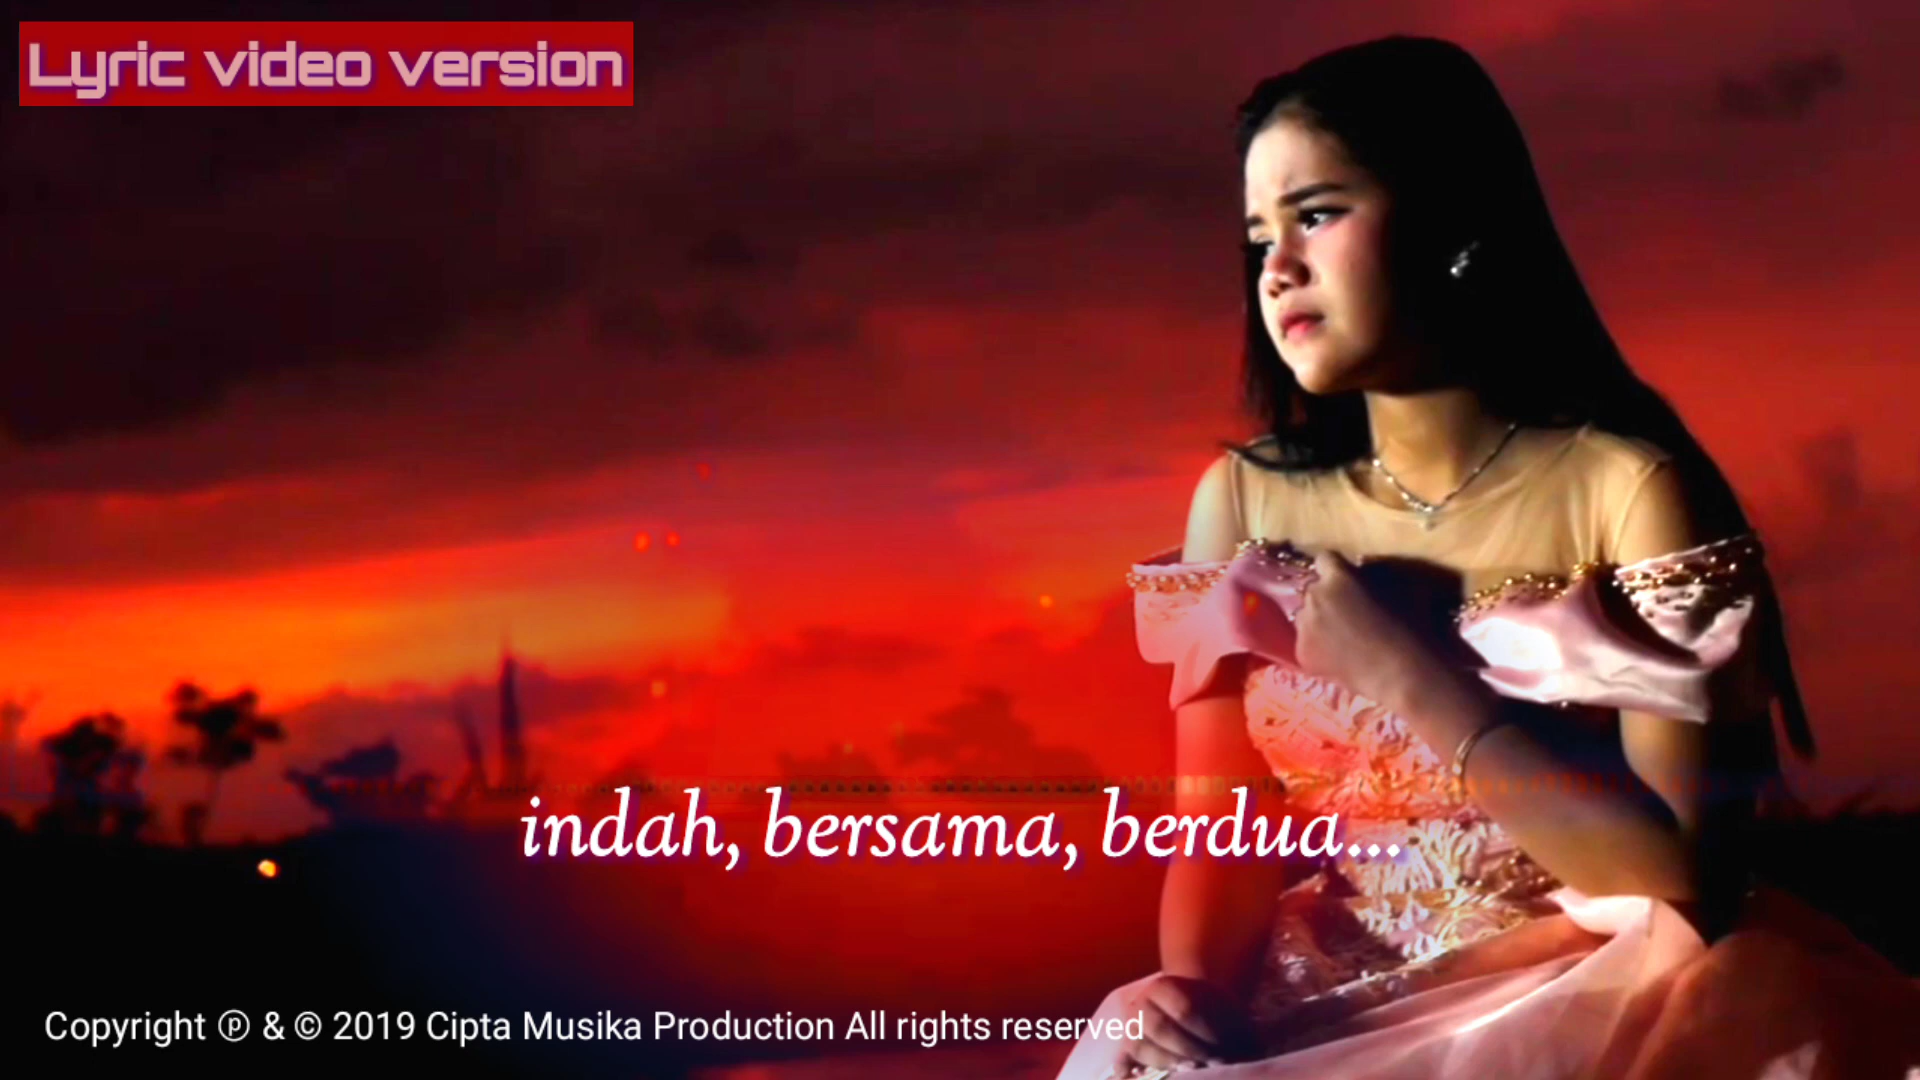 Lyric video version
indah, bersama, berdua...
Copyright ℗ & © 2019 Cipta Musika Production All rights reserved